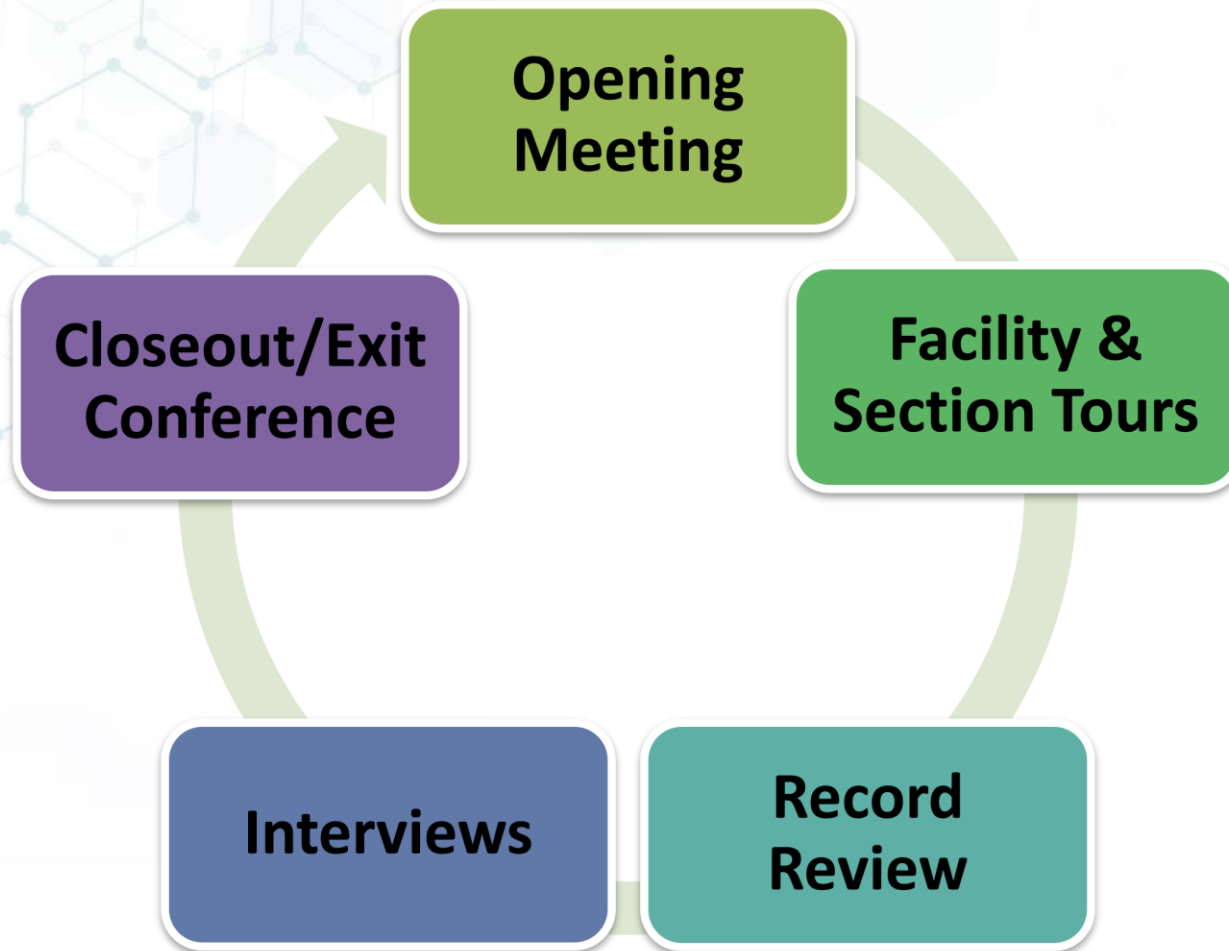 Opening
Meeting
Facility &
Section Tours
Record
Review
Interviews
Closeout/Exit
Conference